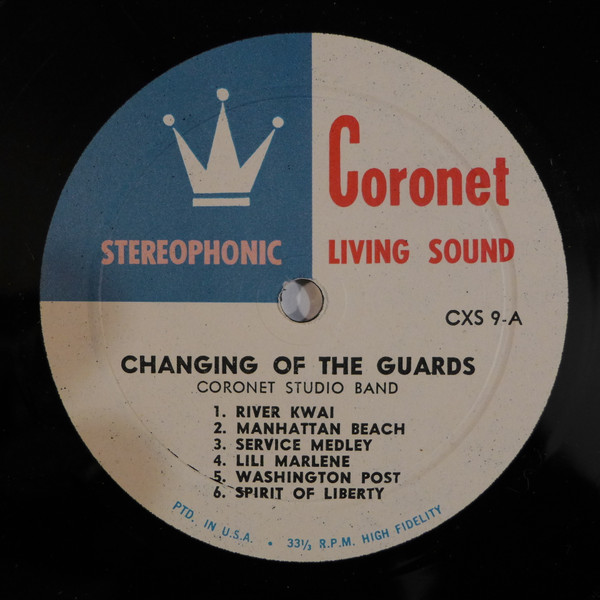 Coronet
STEREOPHONIC LIVING SOUND
CXS 9-A
CHANGING OF THE GUARDS
CORONET STUDIO BAND
1. RIVER KWAI
2. MANHATTAN BEACH
3. SERVICE MEDLEY
4. LILI MARLENE
5. WASHINGTON POST
6. SPIRIT OF LIBERTY
PTD. IN U.S.A. • 33⅓ R.P.M. HIGH FIDELITY